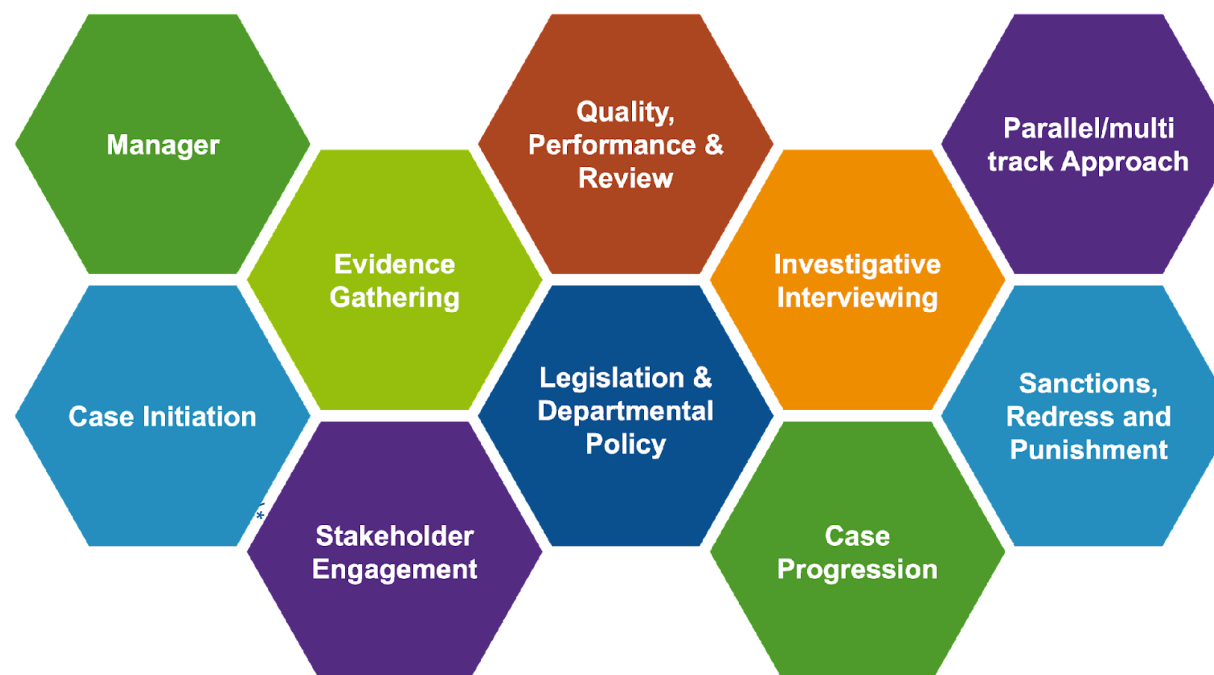 Manager
Quality,
Performance &
Review
Parallel/multi
track Approach
Evidence
Gathering
Investigative
Interviewing
Case Initiation
Legislation &
Departmental
Policy
Sanctions,
Redress and
Punishment
Stakeholder
Engagement
Case
Progression